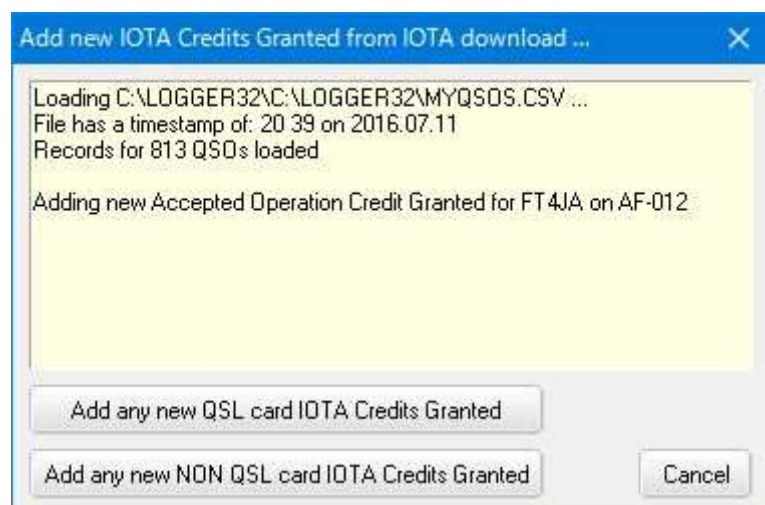 Add new IOTA Credits Granted from IOTA download ...
Loading C:\LOGGER32\C:\LOGGER32\MYQSOS.CSV ...
File has a timestamp of: 20 39 on 2016.07.11
Records for 813 QSOs loaded
Adding new Accepted Operation Credit Granted for FT4JA on AF-012
Add any new QSL card IOTA Credits Granted
Add any new NON QSL card IOTA Credits Granted
Cancel